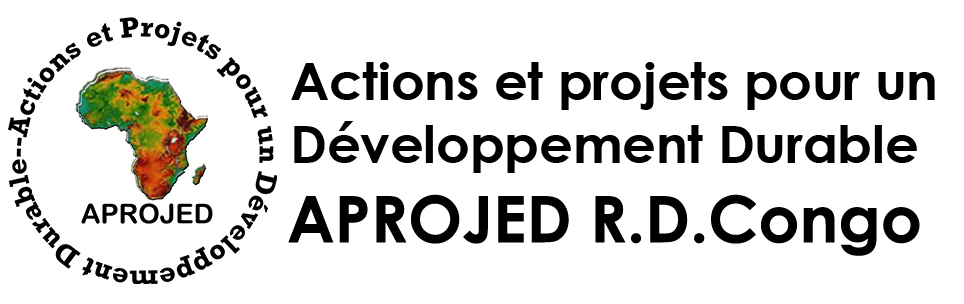 Actions et Projets pour un Développement Durable--
APROJED
Actions et projets pour un
Développement Durable
APROJED R.D.Congo